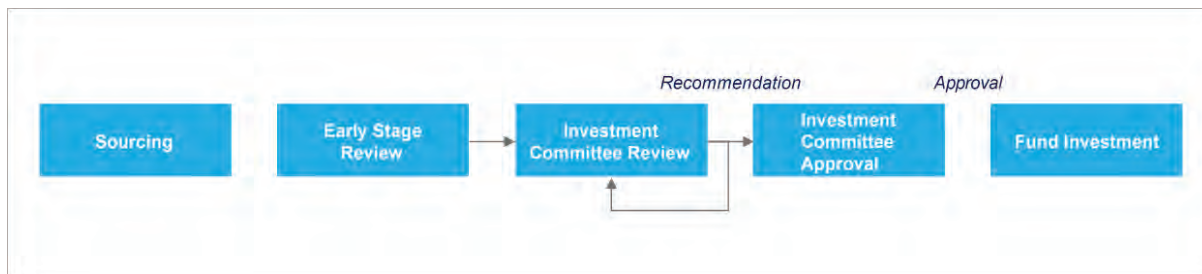 Recommendation
Approval
Sourcing
Early Stage
Review
Investment
Committee Review
Investment
Committee
Approval
Fund Investment